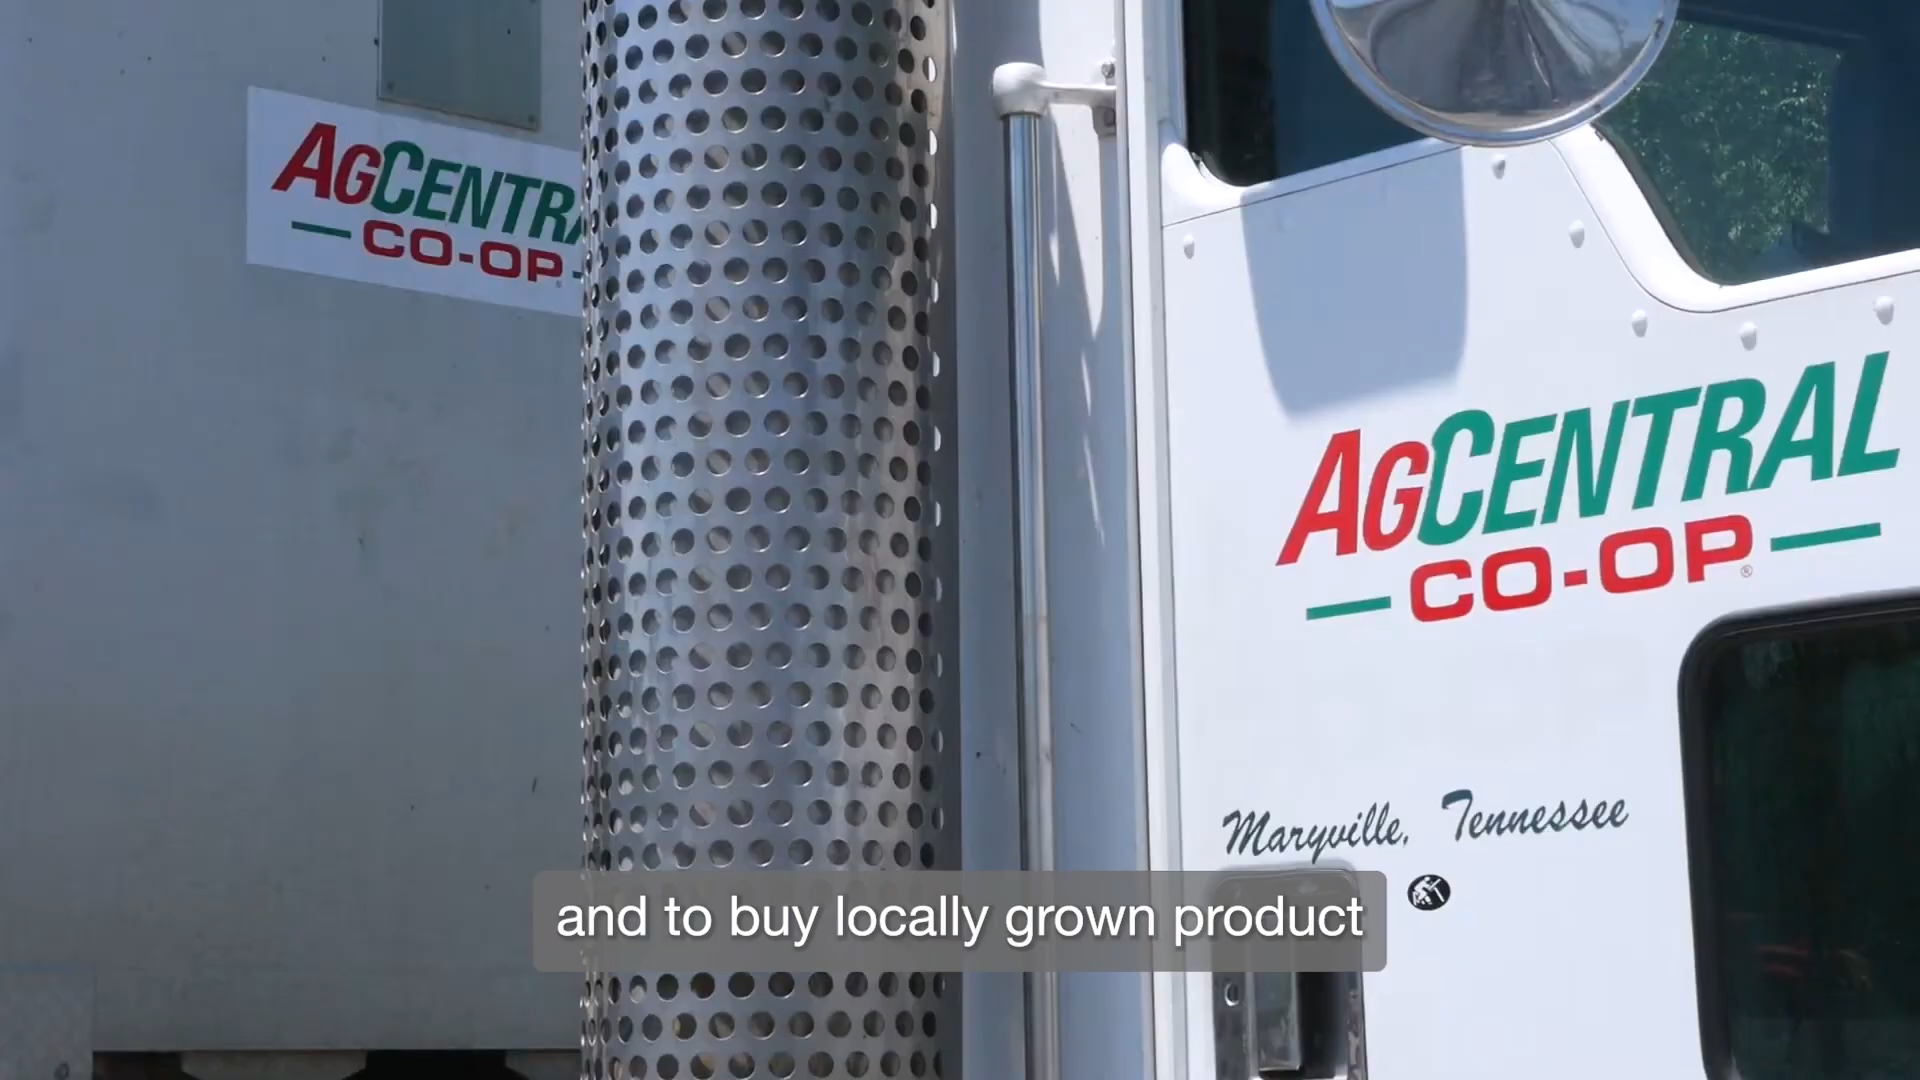 AGCENTRA
CO-OP
AGCENTRAL
CO-OP®
Maryville, Tennessee
and to buy locally grown product